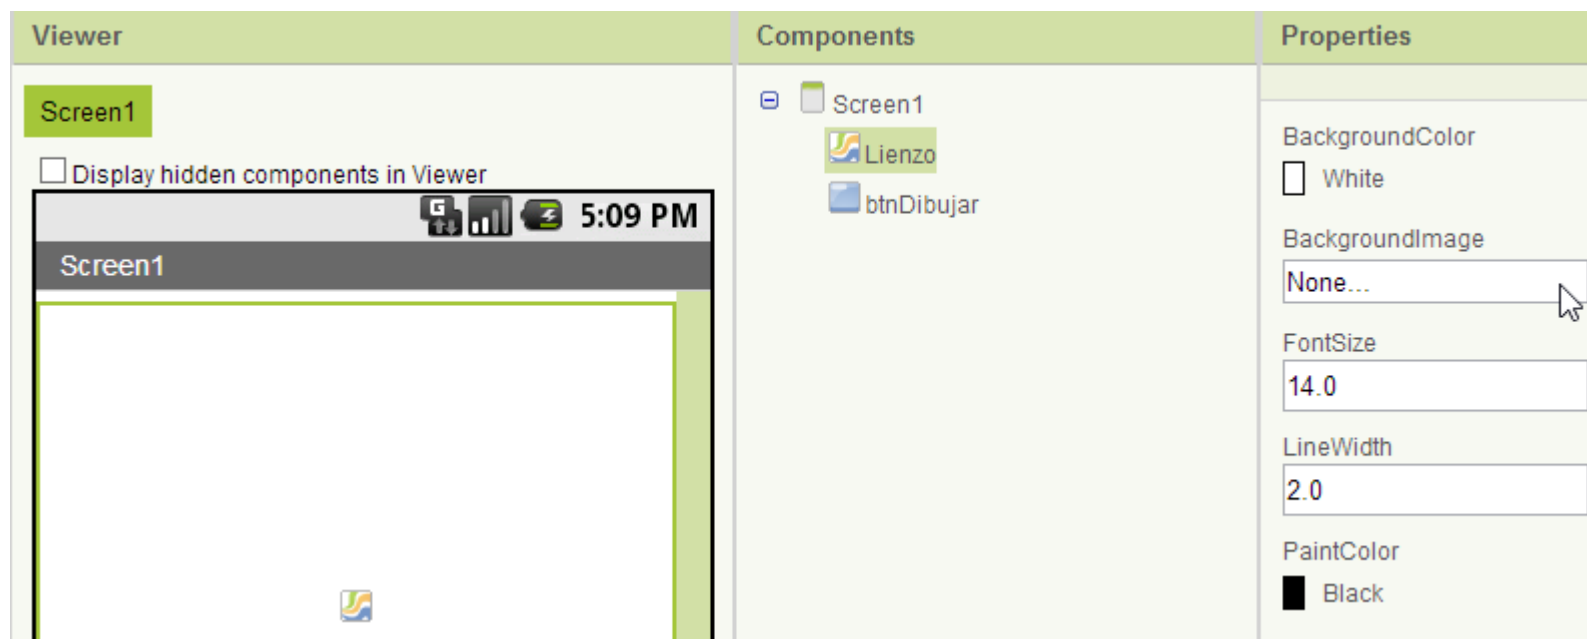 Viewer
Screen1
Display hidden components in Viewer
G
5:09 PM
Screen1
Components
Screen1
Lienzo
btnDibujar
Properties
BackgroundColor
White
BackgroundImage
None...
FontSize
14.0
LineWidth
2.0
PaintColor
Black